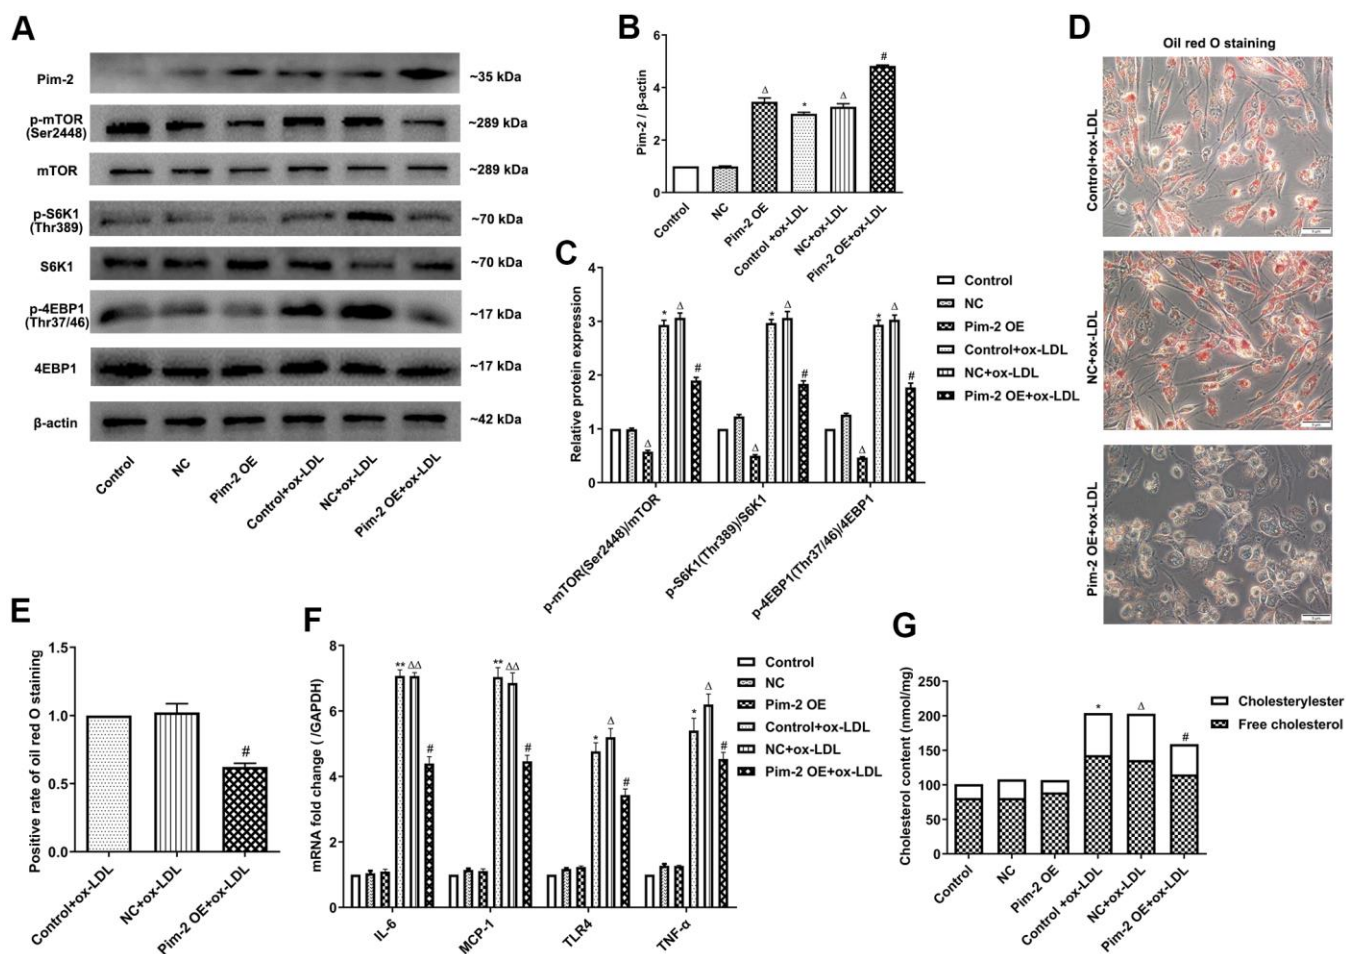 A
Pim-2
~35 kDa
p-mTOR
(Ser2448)
~289 kDa
mTOR
~289 kDa
p-S6K1
(Thr389)
~70 kDa
S6K1
~70 kDa
p-4EBP1
(Thr37/46)
~17 kDa
4EBP1
~17 kDa
β-actin
~42 kDa
Control
NC
Pim-2 OE
Control+ox-LDL
NC+ox-LDL
Pim-2 OE+ox-LDL
B
Pim-2 / β-actin
6
4
2
0
Δ
*
Δ
#
Control
NC
Pim-2 OE
Control +ox-LDL
NC+ox-LDL
Pim-2 OE+ox-LDL
C
Relative protein expression
4
3
2
1
0
Δ
*
Δ
#
Δ
*
Δ
#
Δ
*
Δ
#
p-mTOR(Ser2448)/mTOR
p-S6K1(Thr389)/S6K1
p-4EBP1(Thr37/46)/4EBP1
Control
NC
Pim-2 OE
Control+ox-LDL
NC+ox-LDL
Pim-2 OE+ox-LDL
D
Oil red O staining
Control+ox-LDL
NC+ox-LDL
Pim-2 OE+ox-LDL
E
Positive rate of oil red O staining
1.5
1.0
0.5
0.0
#
Control+ox-LDL
NC+ox-LDL
Pim-2 OE+ox-LDL
F
mRNA fold change ( /GAPDH)
8
6
4
2
0
**
ΔΔ
#
**
ΔΔ
#
*
Δ
#
*
Δ
#
IL-6
MCP-1
TLR4
TNF-α
Control
NC
Pim-2 OE
Control+ox-LDL
NC+ox-LDL
Pim-2 OE+ox-LDL
G
Cholesterol content (nmol/mg)
250
200
150
100
50
0
*
Δ
#
Control
NC
Pim-2 OE
Control +ox-LDL
NC+ox-LDL
Pim-2 OE+ox-LDL
Cholesterylester
Free cholesterol